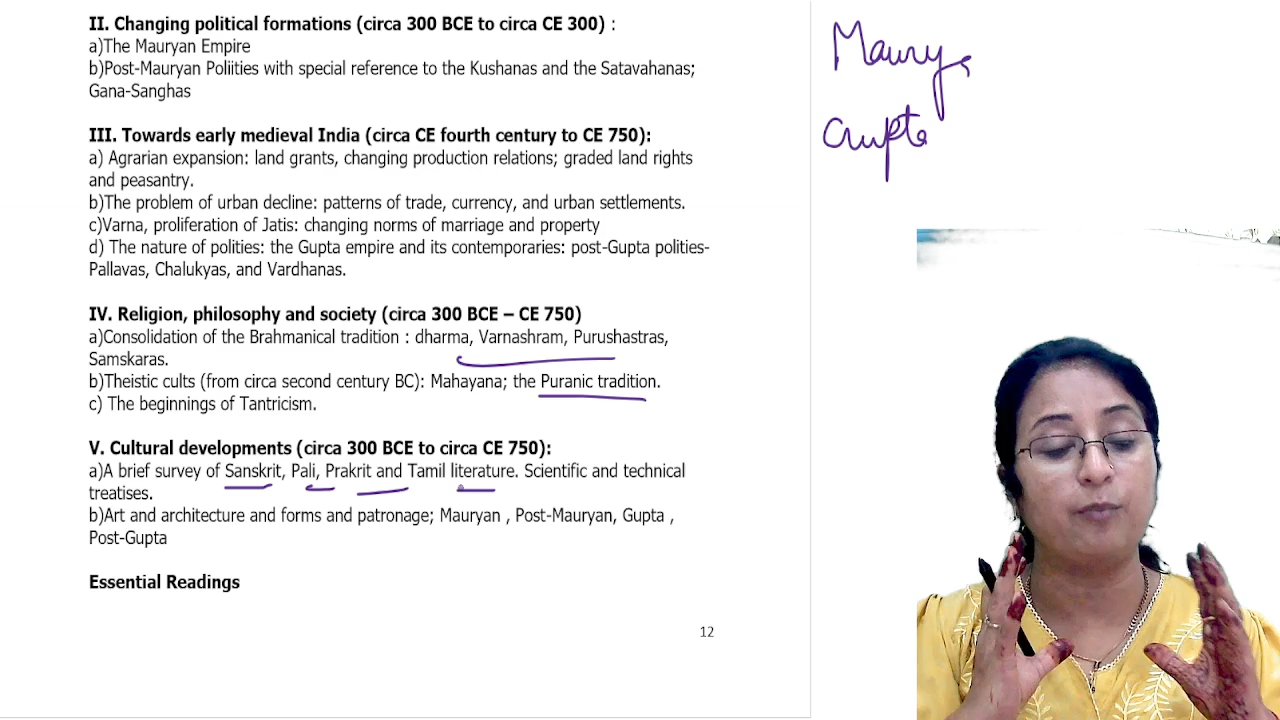 II. Changing political formations (circa 300 BCE to circa CE 300) :
a)The Mauryan Empire
b)Post-Mauryan Poliities with special reference to the Kushanas and the Satavahanas;
Gana-Sanghas
III. Towards early medieval India (circa CE fourth century to CE 750):
a) Agrarian expansion: land grants, changing production relations; graded land rights
and peasantry.
b)The problem of urban decline: patterns of trade, currency, and urban settlements.
c)Varna, proliferation of Jatis: changing norms of marriage and property
d) The nature of polities: the Gupta empire and its contemporaries: post-Gupta polities-
Pallavas, Chalukyas, and Vardhanas.
IV. Religion, philosophy and society (circa 300 BCE – CE 750)
a)Consolidation of the Brahmanical tradition : dharma, Varnashram, Purushastras,
Samskaras.
b)Theistic cults (from circa second century BC): Mahayana; the Puranic tradition.
c) The beginnings of Tantricism.
V. Cultural developments (circa 300 BCE to circa CE 750):
a)A brief survey of Sanskrit, Pali, Prakrit and Tamil literature. Scientific and technical
treatises.
b)Art and architecture and forms and patronage; Mauryan , Post-Mauryan, Gupta ,
Post-Gupta
Essential Readings
12
Maurya
Gupta